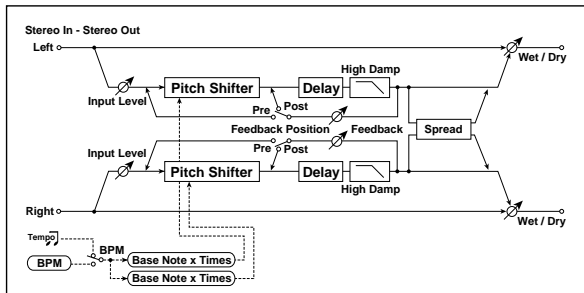 Stereo In - Stereo Out
Left
Wet / Dry
High Damp
Pitch Shifter
Delay
Input Level
Post
Pre
Feedback Position
Feedback
Spread
Pre
Post
Input Level
Pitch Shifter
Delay
High Damp
Right
Wet / Dry
Tempo
BPM
BPM
Base Note x Times
Base Note x Times